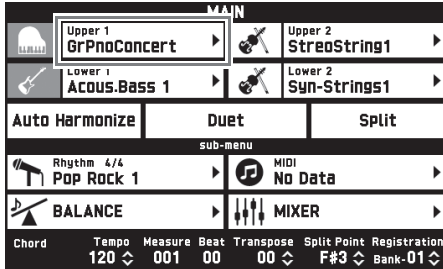 MAIN
Upper 1
GrPnoConcert
Upper 2
StreoString1
Lower 1
Acous.Bass 1
Lower 2
Syn-Strings1
Auto Harmonize Duet Split
sub-menu
Rhythm 4/4
Pop Rock 1
MIDI
No Data
BALANCE
MIXER
Chord Tempo Measure Beat Transpose Split Point Registration
120 001 00 00 F#3 Bank-01